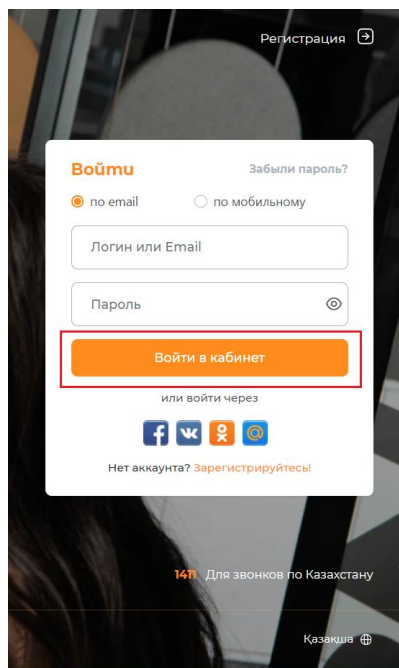 Регистрация
Войти
Забыли пароль?
по email
по мобильному
Логин или Email
Пароль
Войти в кабинет
или войти через
Нет аккаунта? Зарегистрируйтесь!
1411 Для звонков по Казахстану
Қазақша